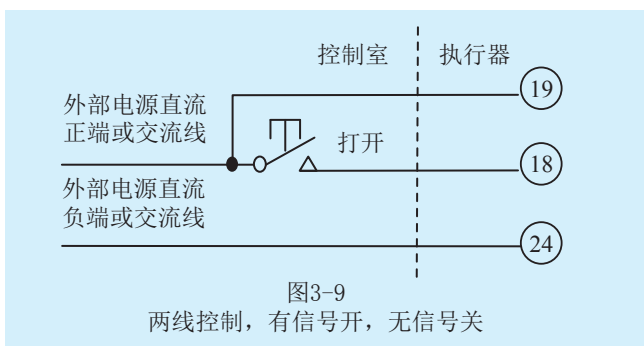 控制室
执行器
19
外部电源直流
正端或交流线
打开
18
外部电源直流
负端或交流线
24
图3-9
两线控制，有信号开，无信号关